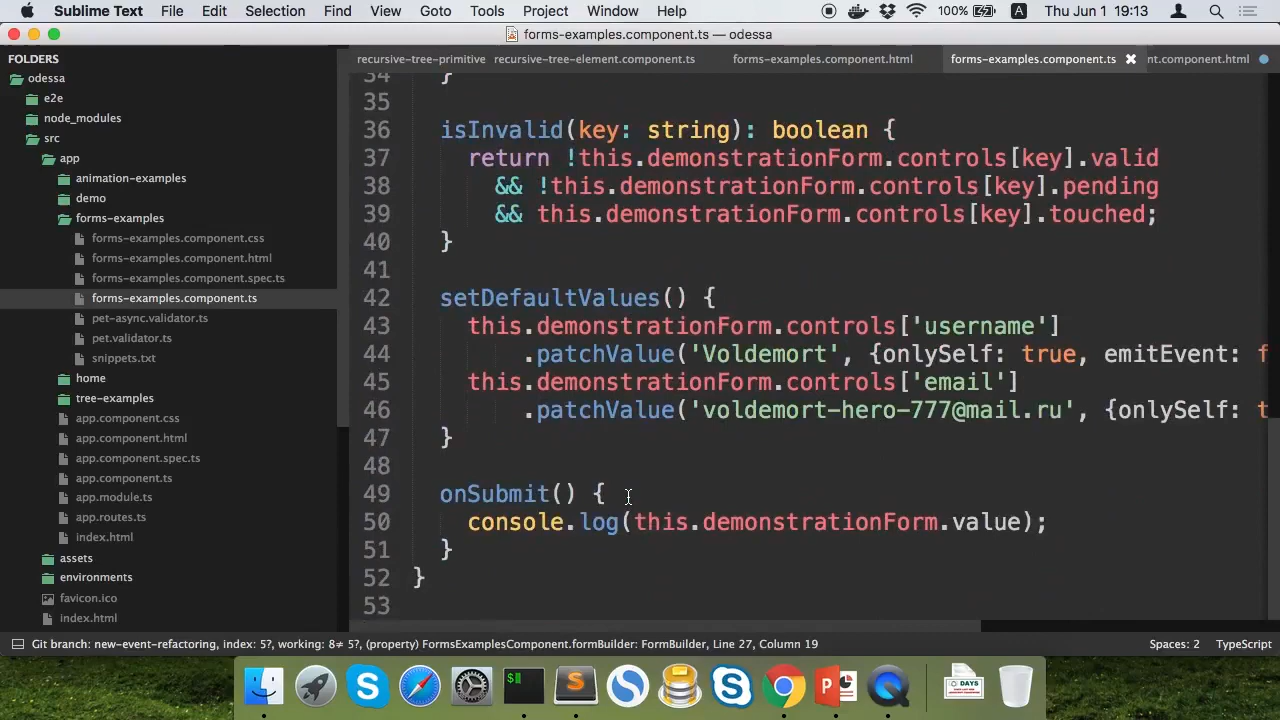 Sublime Text File Edit Selection Find View Goto Tools Project Window Help 100% A Thu Jun 1 19:13
forms-examples.component.ts — odessa
FOLDERS
odessa
e2e
node_modules
src
app
animation-examples
demo
forms-examples
forms-examples.component.css
forms-examples.component.html
forms-examples.component.spec.ts
forms-examples.component.ts
pet-async.validator.ts
pet.validator.ts
snippets.txt
home
tree-examples
app.component.css
app.component.html
app.component.spec.ts
app.component.ts
app.module.ts
app.routes.ts
index.html
assets
environments
favicon.ico
index.html
recursive-tree-primitive recursive-tree-element.component.ts forms-examples.component.html forms-examples.component.ts nt.component.html
34 }
35
36 isInvalid(key: string): boolean {
37 return !this.demonstrationForm.controls[key].valid
38 && !this.demonstrationForm.controls[key].pending
39 && this.demonstrationForm.controls[key].touched;
40 }
41
42 setDefaultValues() {
43 this.demonstrationForm.controls['username']
44 .patchValue('Voldemort', {onlySelf: true, emitEvent: f
45 this.demonstrationForm.controls['email']
46 .patchValue('voldemort-hero-777@mail.ru', {onlySelf: t
47 }
48
49 onSubmit() {
50 console.log(this.demonstrationForm.value);
51 }
52 }
53
Git branch: new-event-refactoring, index: 5?, working: 8≠ 5?, (property) FormsExamplesComponent.formBuilder: FormBuilder, Line 27, Column 19 Spaces: 2 TypeScript
DAYS